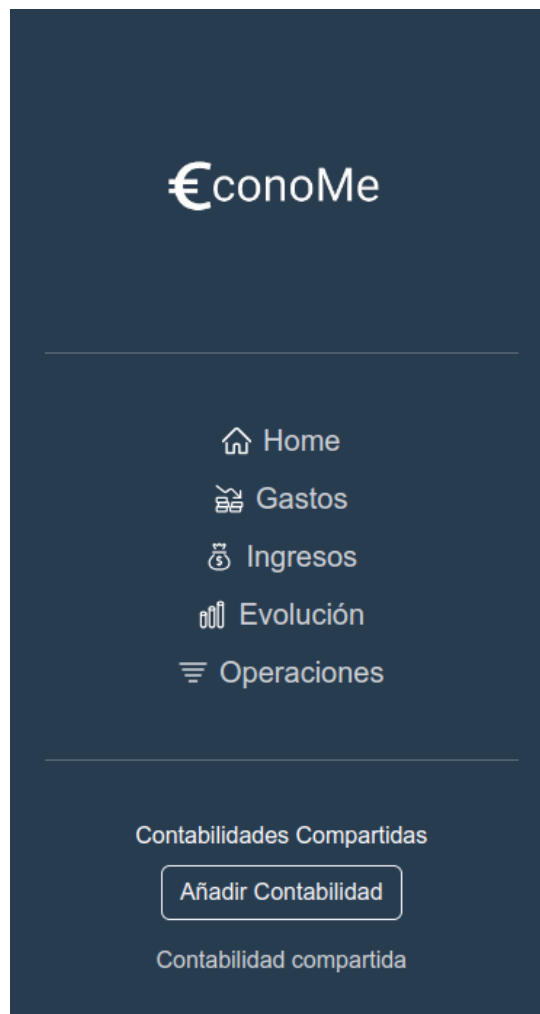 €conoMe
Home
Gastos
Ingresos
Evolución
Operaciones
Contabilidades Compartidas
Añadir Contabilidad
Contabilidad compartida